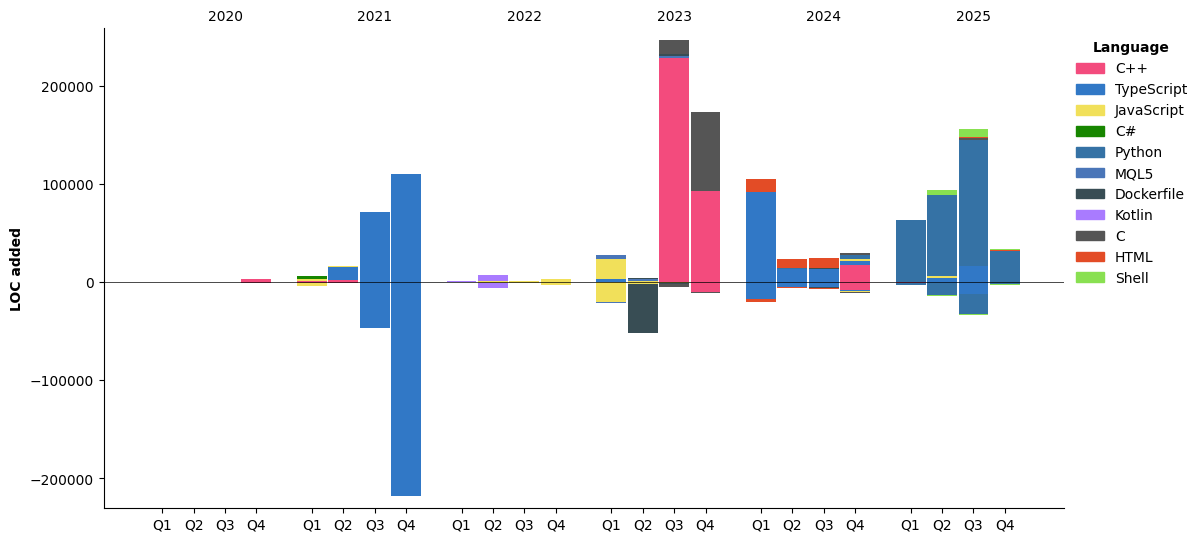 2020 2021 2022 2023 2024 2025
Language
C++
TypeScript
JavaScript
C#
Python
MQL5
Dockerfile
Kotlin
C
HTML
Shell
LOC added
200000
100000
0
−100000
−200000
Q1 Q2 Q3 Q4 Q1 Q2 Q3 Q4 Q1 Q2 Q3 Q4 Q1 Q2 Q3 Q4 Q1 Q2 Q3 Q4 Q1 Q2 Q3 Q4